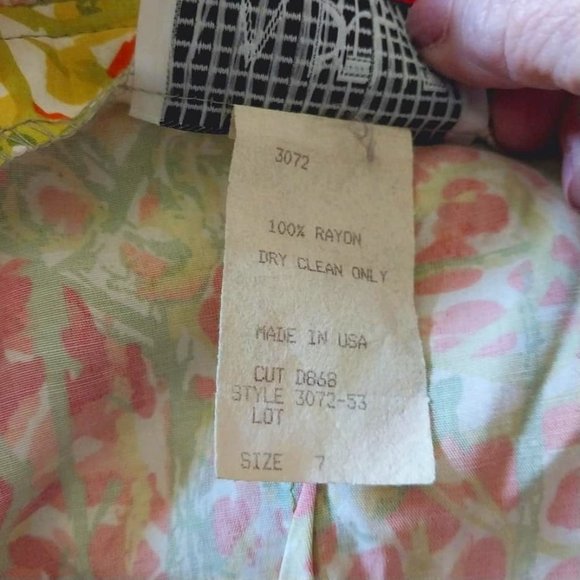 3072
100% RAYON
DRY CLEAN ONLY
MADE IN USA
CUT D868
STYLE 3072-53
LOT
SIZE 7